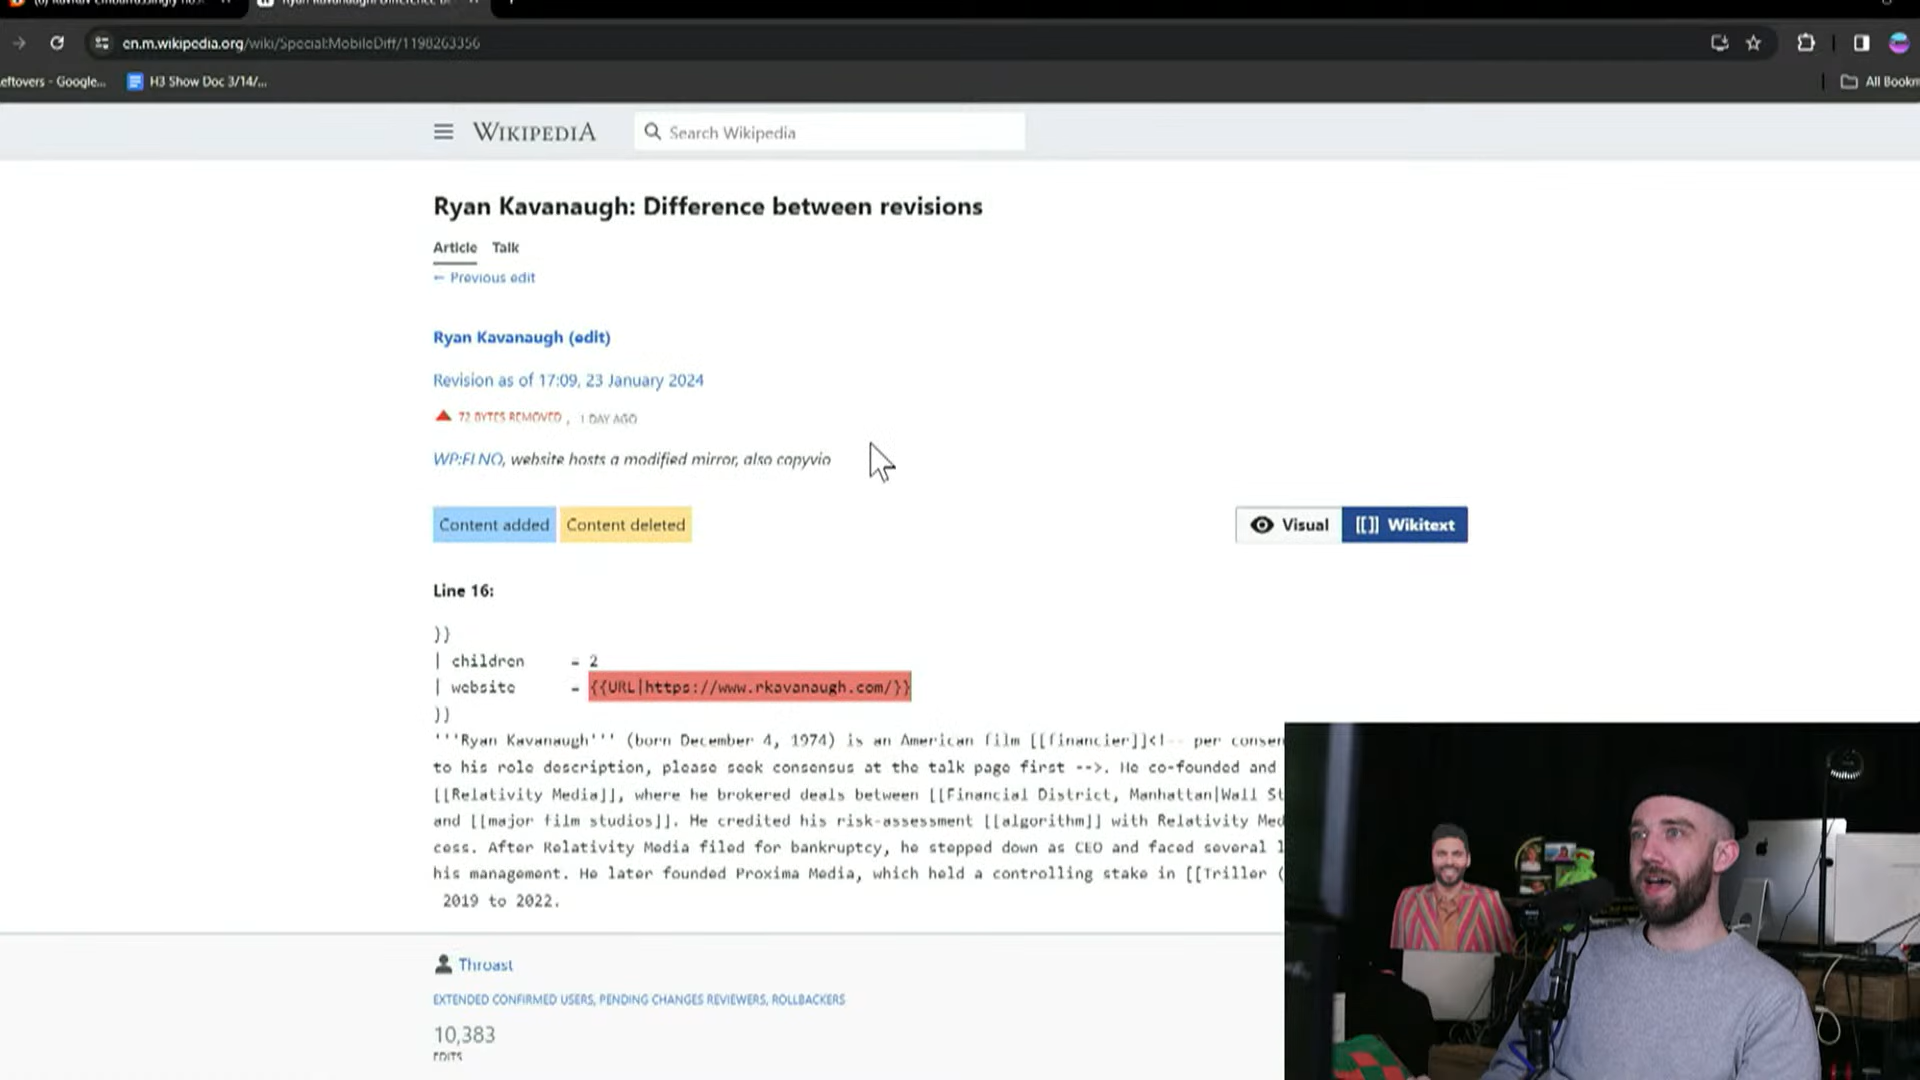 en.m.wikipedia.org/wiki/Special:MobileDiff/1198263356
eftovers - Google...
H3 Show Doc 3/14/...
All Bookm
WIKIPEDIA
Search Wikipedia
Ryan Kavanaugh: Difference between revisions
Article Talk
← Previous edit
Ryan Kavanaugh (edit)
Revision as of 17:09, 23 January 2024
72 BYTES REMOVED , 1 DAY AGO
WP:ELNO, website hosts a modified mirror, also copyvio
Content added Content deleted
Visual [[]] Wikitext
Line 16:
}}
| children = 2
| website = {{URL|https://www.rkavanaugh.com/}}
}}
'''Ryan Kavanaugh''' (born December 4, 1974) is an American film [[financier]]<!-- per consen
to his role description, please seek consensus at the talk page first -->. He co-founded and
[[Relativity Media]], where he brokered deals between [[Financial District, Manhattan|Wall St
and [[major film studios]]. He credited his risk-assessment [[algorithm]] with Relativity Med
cess. After Relativity Media filed for bankruptcy, he stepped down as CEO and faced several l
his management. He later founded Proxima Media, which held a controlling stake in [[Triller (
2019 to 2022.
Throast
EXTENDED CONFIRMED USERS, PENDING CHANGES REVIEWERS, ROLLBACKERS
10,383
EDITS